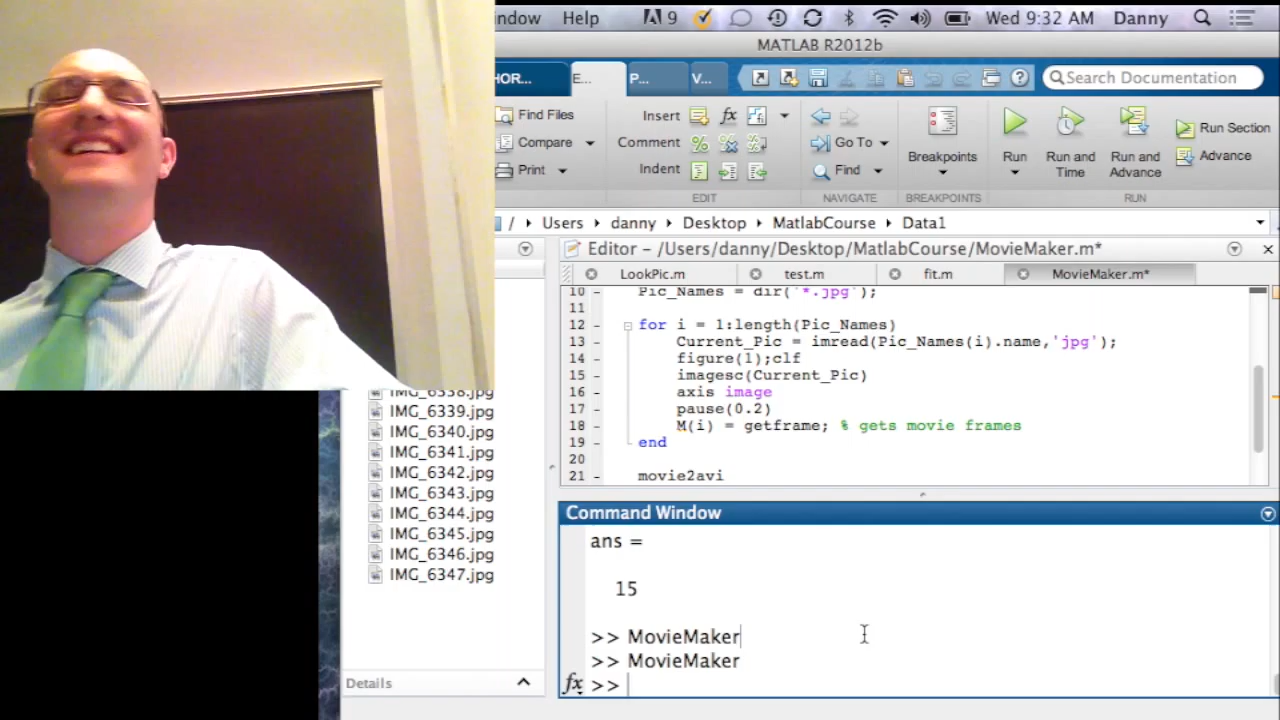 indow Help 9 Wed 9:32 AM Danny
MATLAB R2012b
HOR... E... P... V... Search Documentation
Find Files Insert fx
Compare Comment Go To Breakpoints Run Run and Time Run and Advance Run Section
Print Indent Find Advance
EDIT NAVIGATE BREAKPOINTS RUN
/ Users danny Desktop MatlabCourse Data1
Editor - /Users/danny/Desktop/MatlabCourse/MovieMaker.m*
LookPic.m test.m fit.m MovieMaker.m*
10 - Pic_Names = dir('*.jpg');
11
12 - for i = 1:length(Pic_Names)
13 - Current_Pic = imread(Pic_Names(i).name,'jpg');
14 - figure(1);clf
15 - imagesc(Current_Pic)
16 - axis image
17 - pause(0.2)
18 - M(i) = getframe; % gets movie frames
19 - end
20
21 - movie2avi
IMG_6338.jpg
IMG_6339.jpg
IMG_6340.jpg
IMG_6341.jpg
IMG_6342.jpg
IMG_6343.jpg
IMG_6344.jpg
IMG_6345.jpg
IMG_6346.jpg
IMG_6347.jpg
Details
Command Window
ans =
15
>> MovieMaker
>> MovieMaker
fx >>